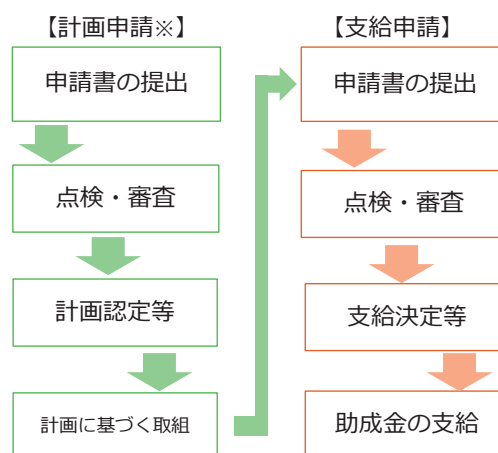 【計画申請※】
申請書の提出
点検・審査
計画認定等
計画に基づく取組
【支給申請】
申請書の提出
点検・審査
支給決定等
助成金の支給